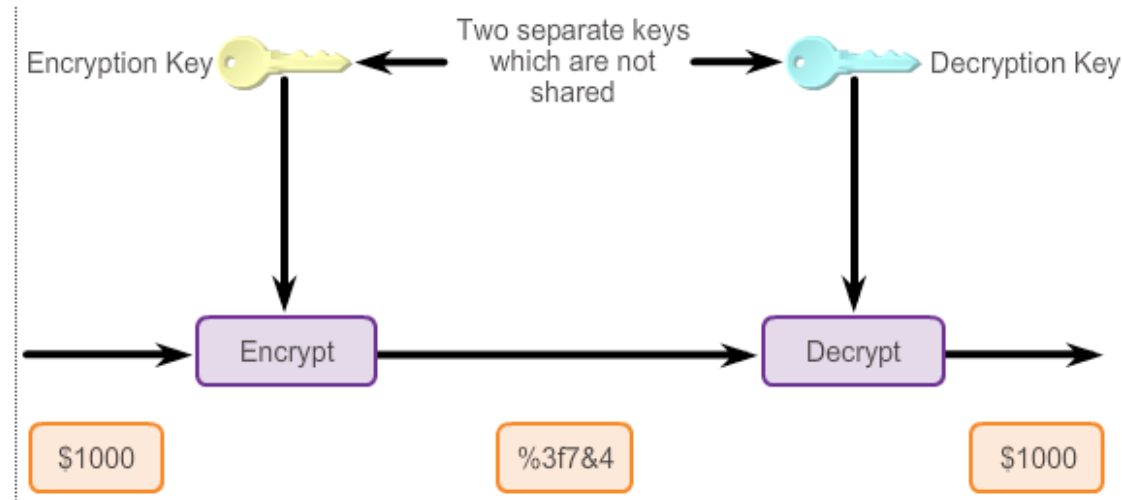 Encryption Key
Two separate keys
which are not
shared
Decryption Key
Encrypt
Decrypt
$1000
%3f7&4
$1000